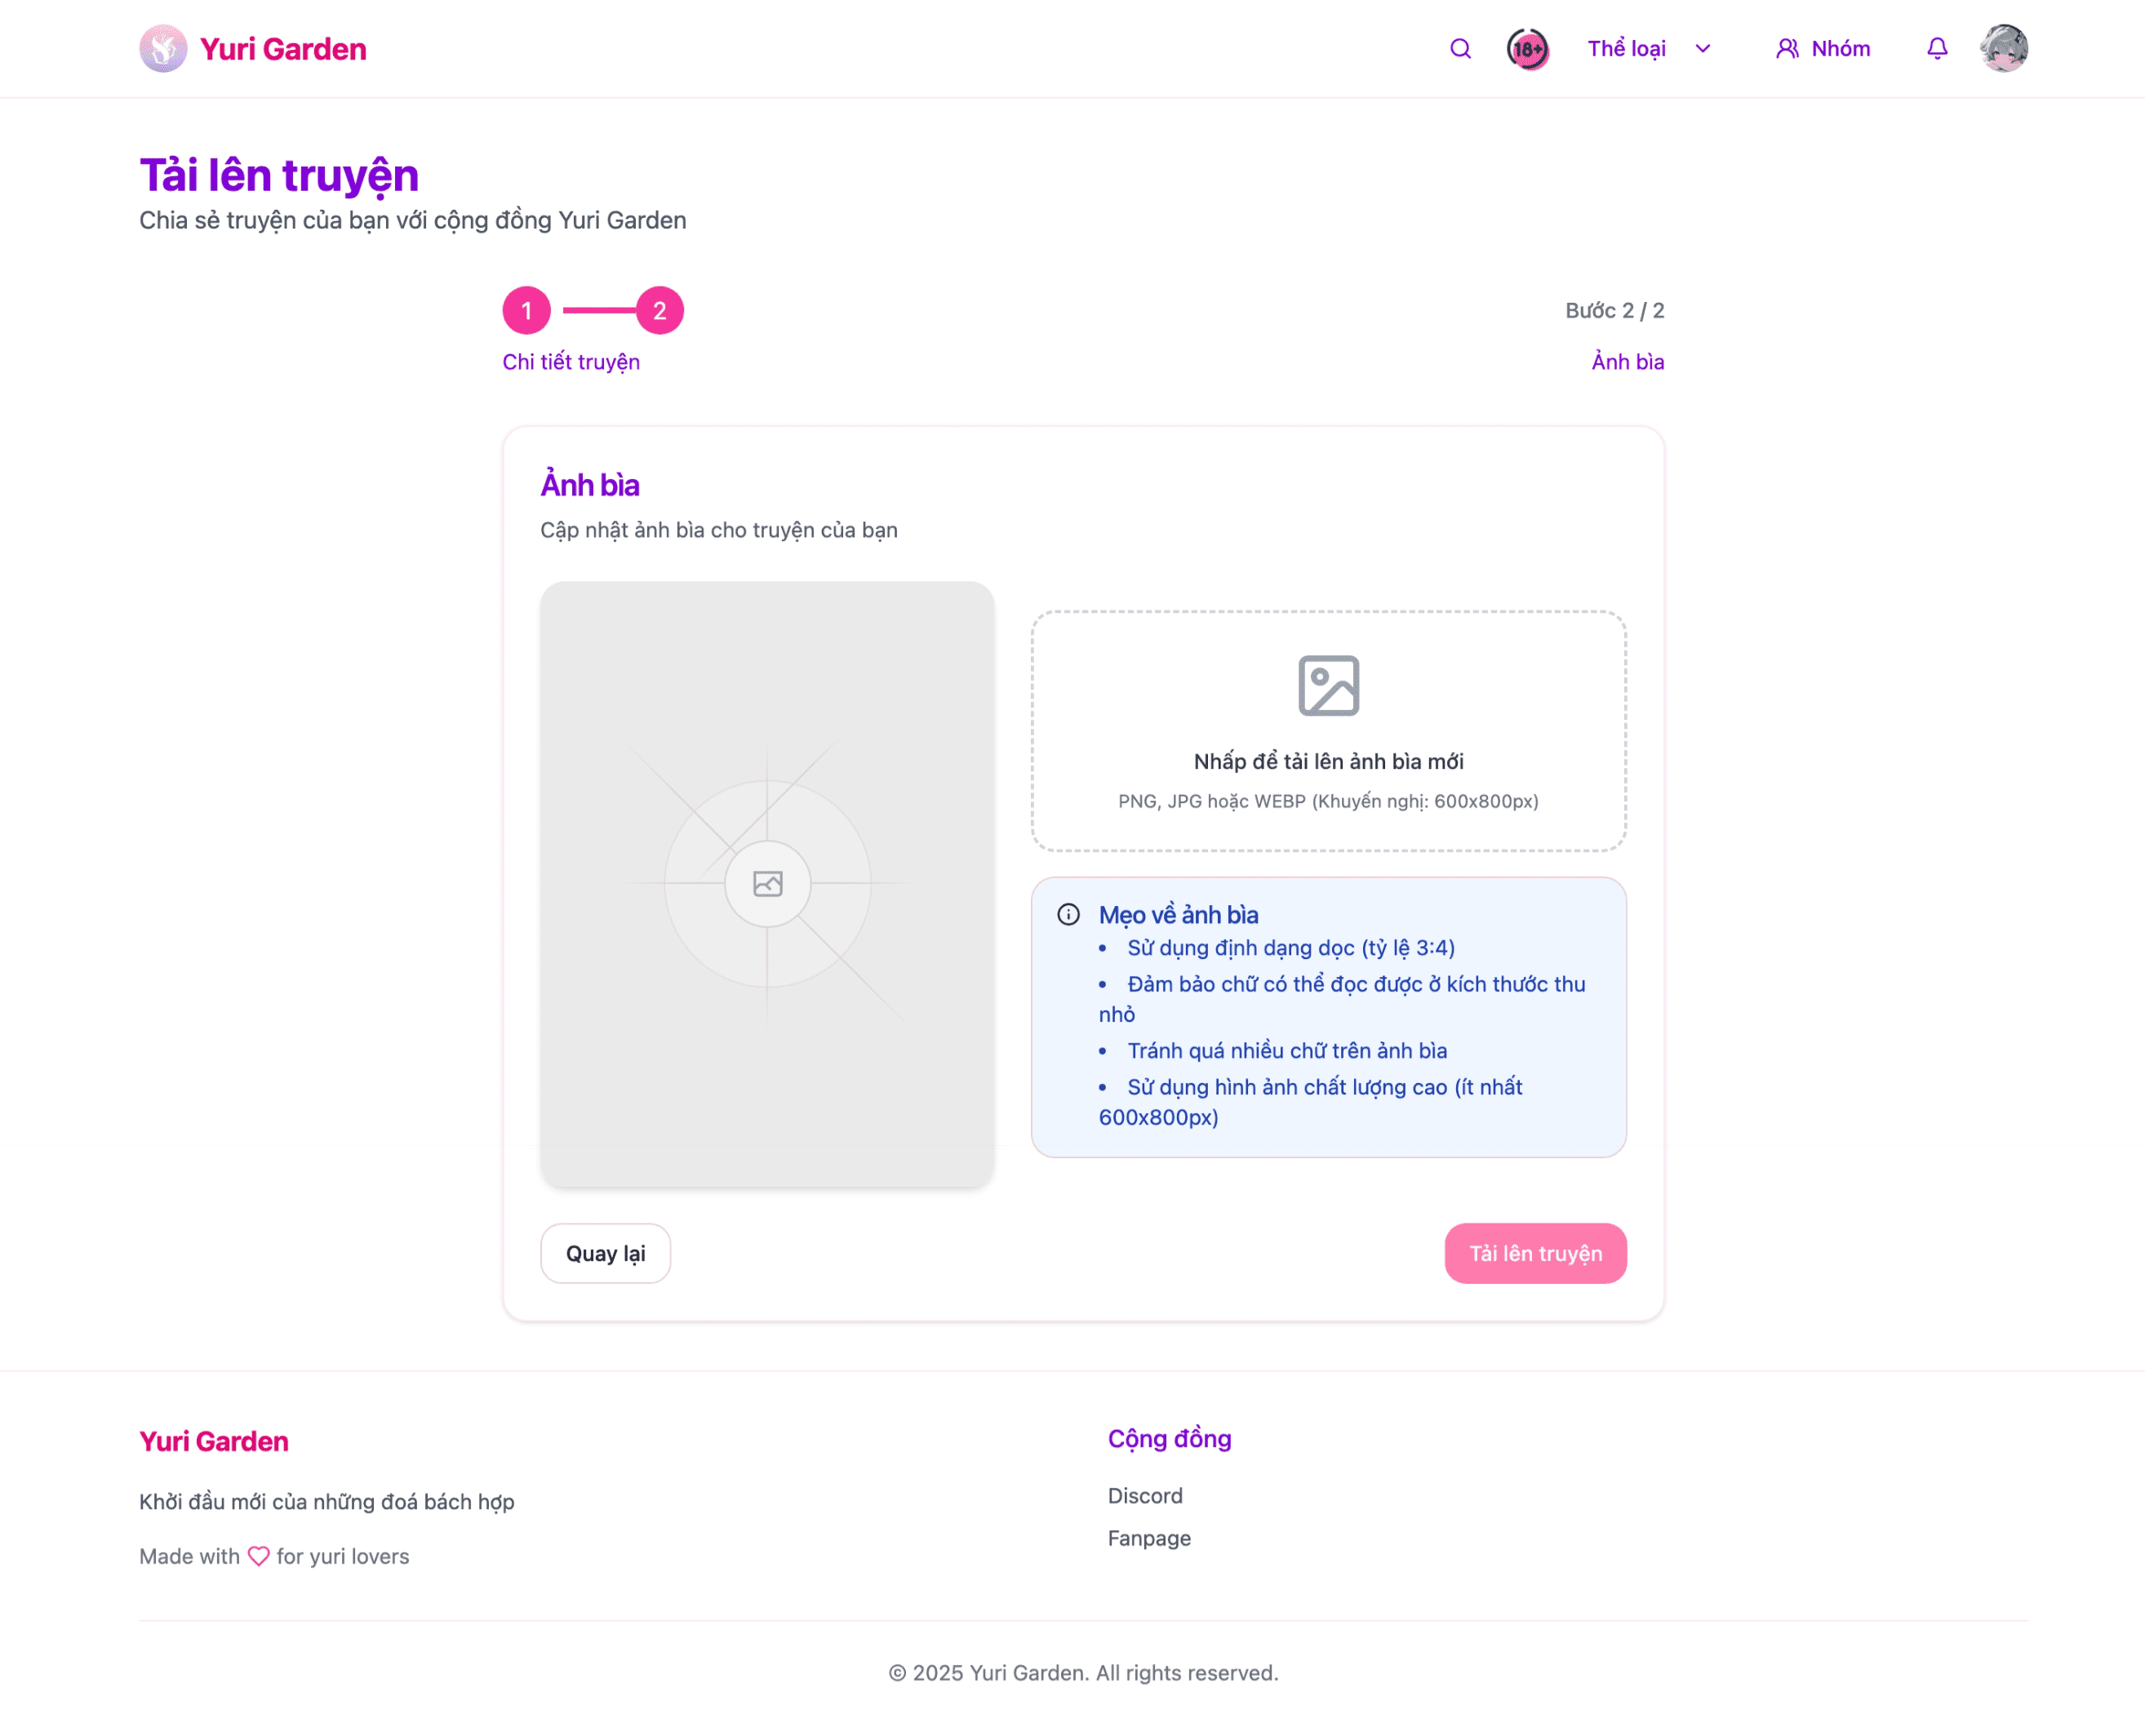 Yuri Garden
18+
Thể loại
Nhóm
Tải lên truyện
Chia sẻ truyện của bạn với cộng đồng Yuri Garden
1
2
Bước 2 / 2
Chi tiết truyện
Ảnh bìa
Ảnh bìa
Cập nhật ảnh bìa cho truyện của bạn
Nhấp để tải lên ảnh bìa mới
PNG, JPG hoặc WEBP (Khuyến nghị: 600x800px)
Mẹo về ảnh bìa
• Sử dụng định dạng dọc (tỷ lệ 3:4)
• Đảm bảo chữ có thể đọc được ở kích thước thu
nhỏ
• Tránh quá nhiều chữ trên ảnh bìa
• Sử dụng hình ảnh chất lượng cao (ít nhất
600x800px)
Quay lại
Tải lên truyện
Yuri Garden
Khởi đầu mới của những đoá bách hợp
Made with for yuri lovers
Cộng đồng
Discord
Fanpage
© 2025 Yuri Garden. All rights reserved.